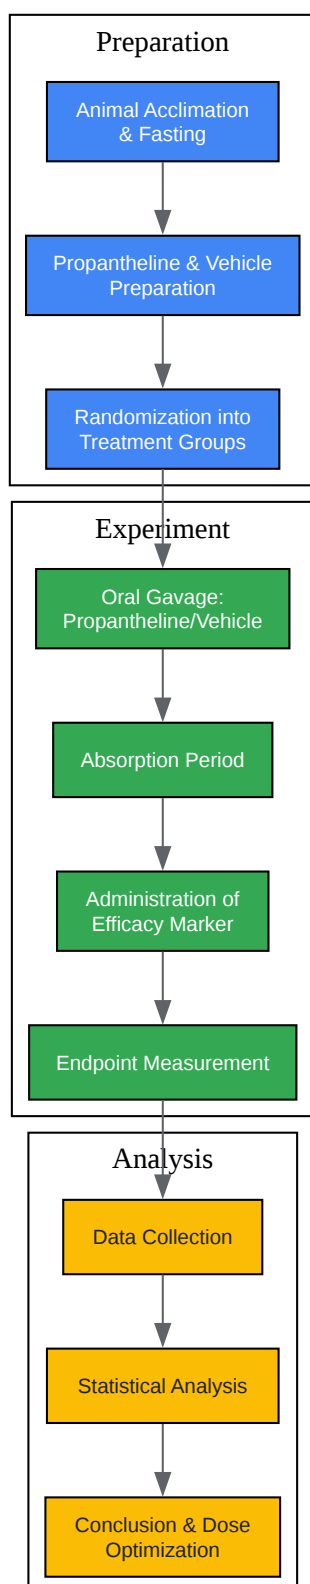 Preparation
Animal Acclimation
& Fasting
Propantheline & Vehicle
Preparation
Randomization into
Treatment Groups
Experiment
Oral Gavage:
Propantheline/Vehicle
Absorption Period
Administration of
Efficacy Marker
Endpoint Measurement
Analysis
Data Collection
Statistical Analysis
Conclusion & Dose
Optimization